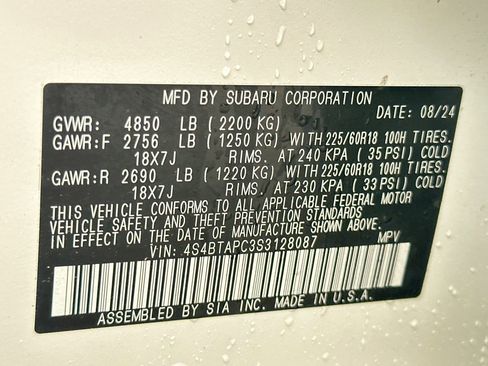 MFD BY SUBARU CORPORATION
DATE: 08/24
GVWR: 4850 LB (2200 KG)
GAWR:F 2756 LB (1250 KG) WITH 225/60R18 100H TIRES.
18X7J RIMS. AT 240 KPA (35 PSI) COLD
GAWR:R 2690 LB (1220 KG) WITH 225/60R18 100H TIRES.
18X7J RIMS. AT 230 KPA (33 PSI) COLD
THIS VEHICLE CONFORMS TO ALL APPLICABLE FEDERAL MOTOR
VEHICLE SAFETY AND THEFT PREVENTION STANDARDS
IN EFFECT ON THE DATE OF MANUFACTURE SHOWN ABOVE.
VIN: 4S4BTAPC3S3128087 MPV
ASSEMBLED BY SIA INC. MADE IN U.S.A.